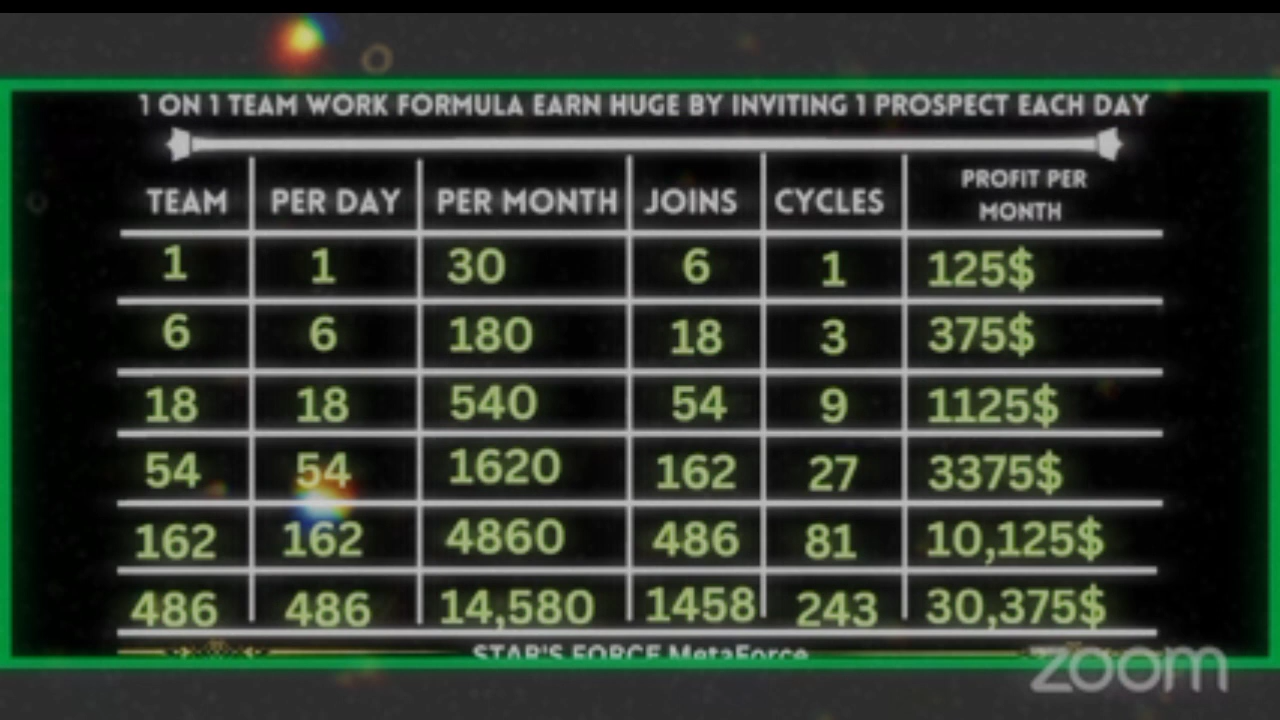 1 ON 1 TEAM WORK FORMULA EARN HUGE BY INVITING 1 PROSPECT EACH DAY
TEAM PER DAY PER MONTH JOINS CYCLES PROFIT PER MONTH
1 1 30 6 1 125$
6 6 180 18 3 375$
18 18 540 54 9 1125$
54 54 1620 162 27 3375$
162 162 4860 486 81 10,125$
486 486 14,580 1458 243 30,375$
STAR'S FORCE MetaForce
zoom